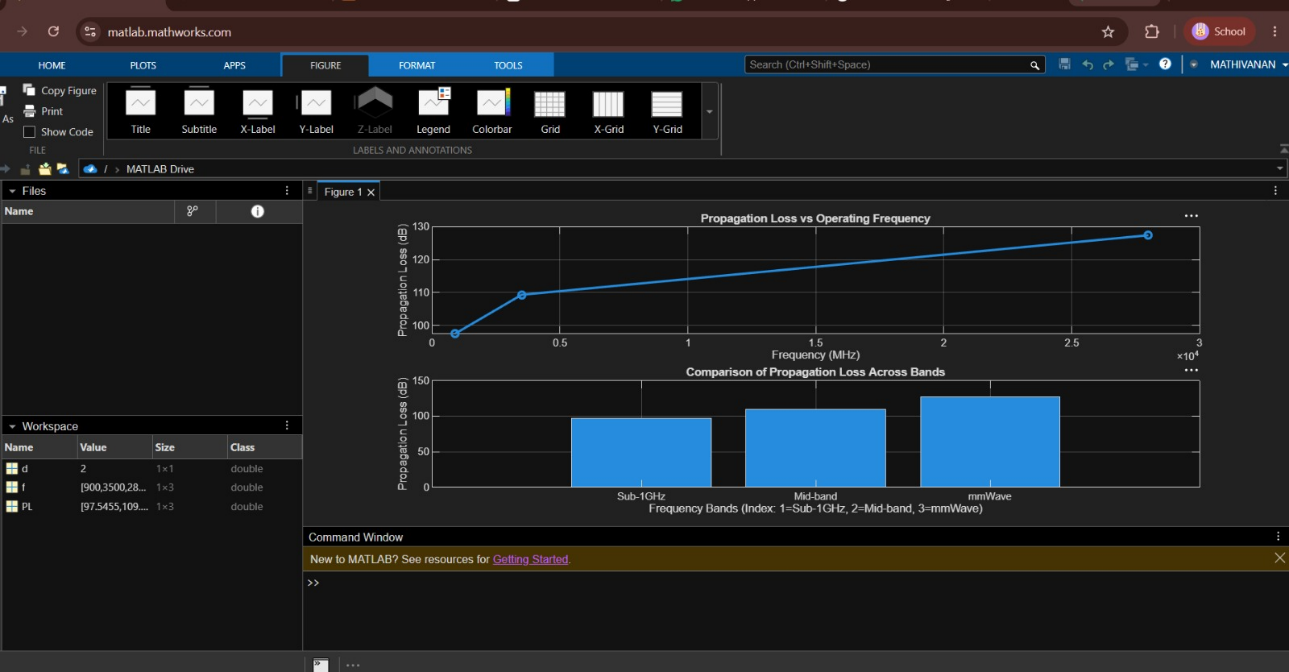 matlab.mathworks.com
School
HOME PLOTS APPS FIGURE FORMAT TOOLS
Search (Ctrl+Shift+Space)
MATHIVANAN
Copy Figure
Print
As
Show Code
Title Subtitle X-Label Y-Label Z-Label Legend Colorbar Grid X-Grid Y-Grid
FILE
LABELS AND ANNOTATIONS
/ > MATLAB Drive
Files
Name
Figure 1
Propagation Loss vs Operating Frequency
Propagation Loss (dB)
130
120
110
100
0 0.5 1 1.5 2 2.5 3
Frequency (MHz)
×10⁴
Comparison of Propagation Loss Across Bands
Propagation Loss (dB)
150
100
50
0
Sub-1GHz Mid-band mmWave
Frequency Bands (Index: 1=Sub-1GHz, 2=Mid-band, 3=mmWave)
Workspace
Name Value Size Class
d 2 1×1 double
f [900,3500,28... 1×3 double
PL [97.5455,109.... 1×3 double
Command Window
New to MATLAB? See resources for Getting Started.
>>